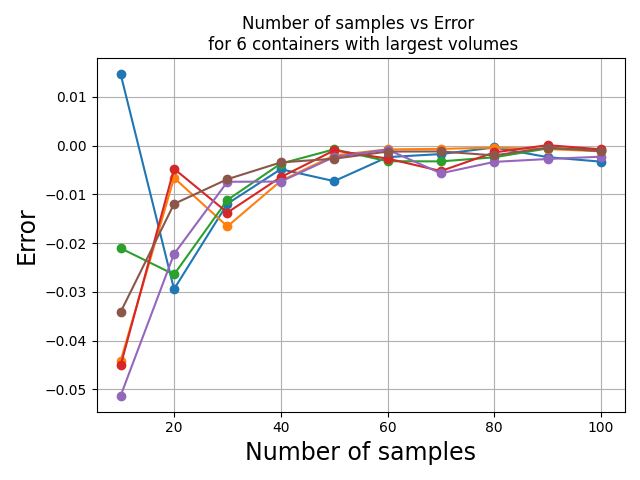 Number of samples vs Error
for 6 containers with largest volumes
0.01
0.00
−0.01
−0.02
−0.03
−0.04
−0.05
Error
20 40 60 80 100
Number of samples